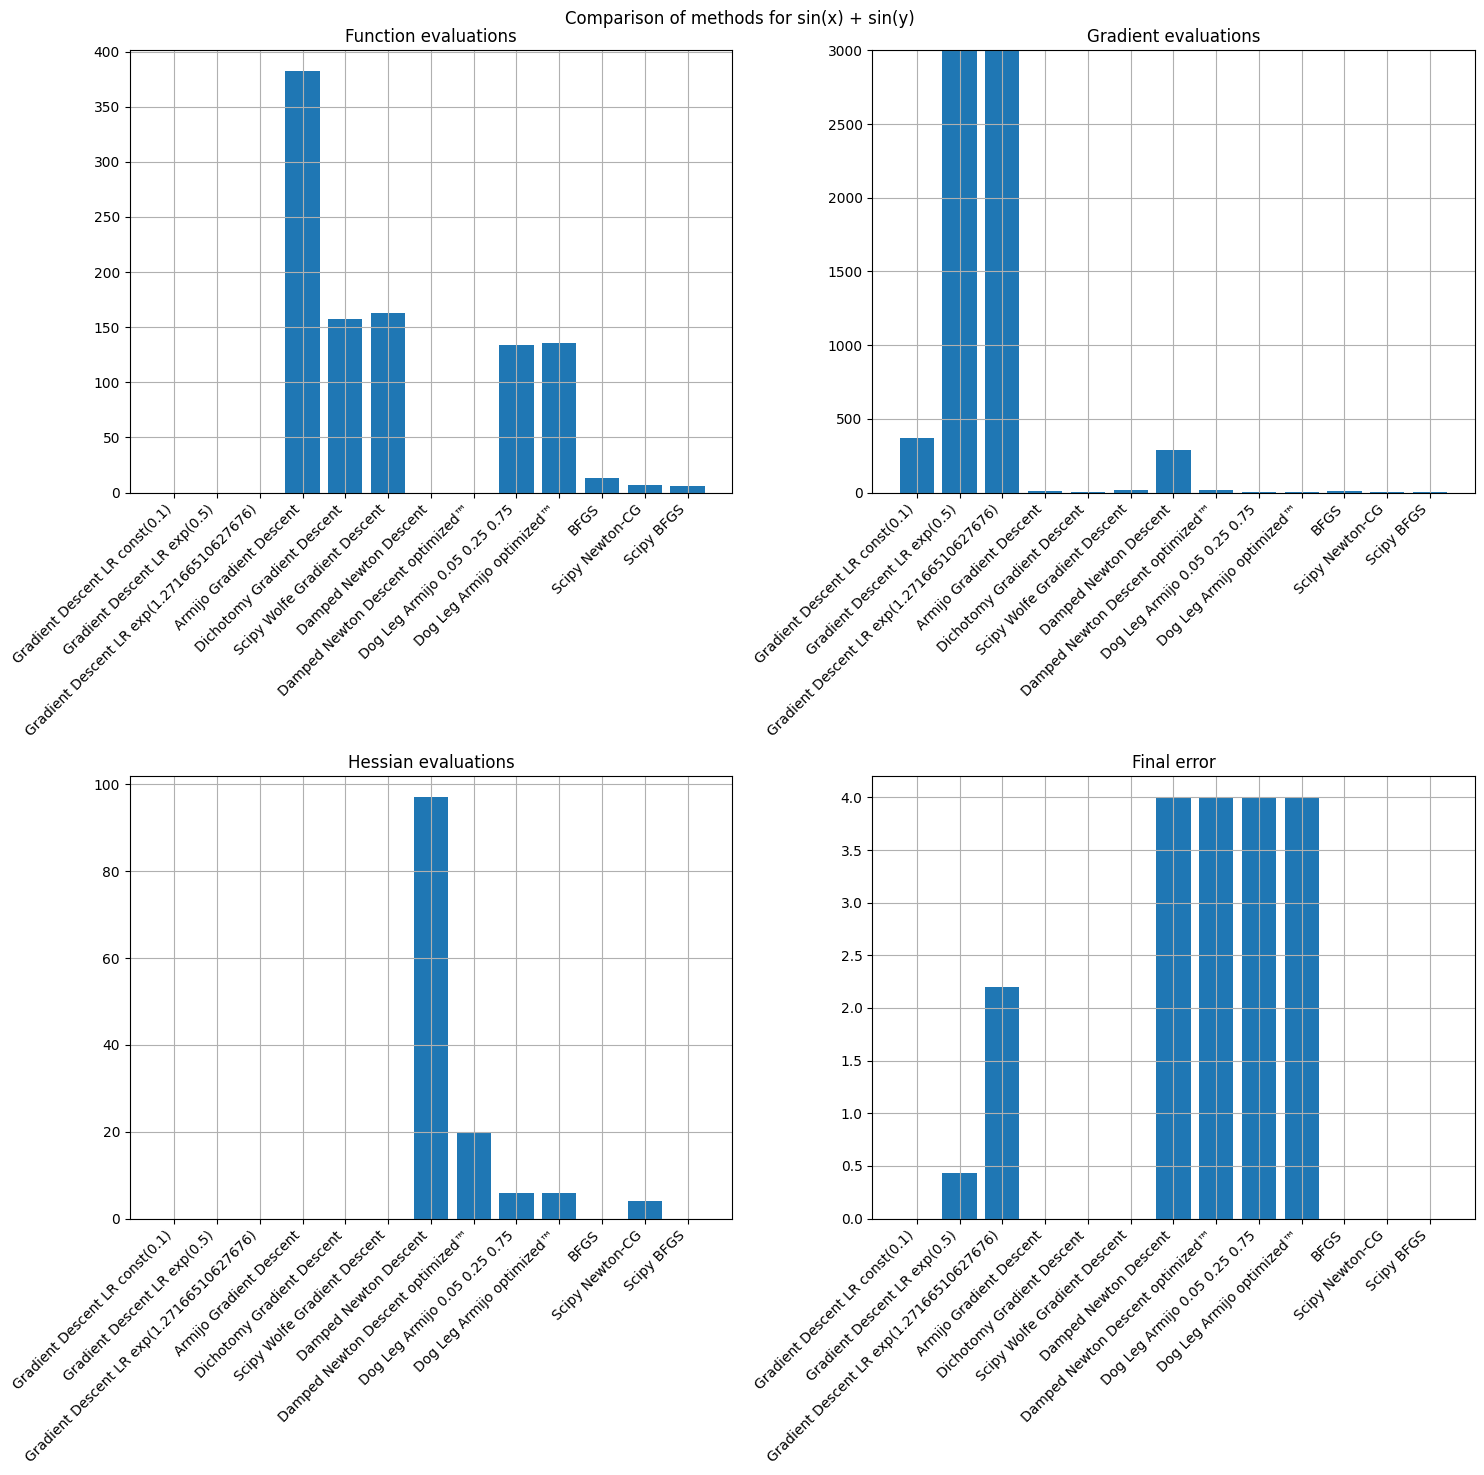 Comparison of methods for sin(x) + sin(y)
Function evaluations
400
350
300
250
200
150
100
50
0
Gradient Descent LR const(0.1)
Gradient Descent LR exp(0.5)
Gradient Descent LR exp(1.27166510627676)
Armijo Gradient Descent
Dichotomy Gradient Descent
Scipy Wolfe Gradient Descent
Damped Newton Descent
Damped Newton Descent optimized™
Dog Leg Armijo 0.05 0.25 0.75
Dog Leg Armijo optimized™
BFGS
Scipy Newton-CG
Scipy BFGS
Gradient evaluations
3000
2500
2000
1500
1000
500
0
Gradient Descent LR const(0.1)
Gradient Descent LR exp(0.5)
Gradient Descent LR exp(1.27166510627676)
Armijo Gradient Descent
Dichotomy Gradient Descent
Scipy Wolfe Gradient Descent
Damped Newton Descent
Damped Newton Descent optimized™
Dog Leg Armijo 0.05 0.25 0.75
Dog Leg Armijo optimized™
BFGS
Scipy Newton-CG
Scipy BFGS
Hessian evaluations
100
80
60
40
20
0
Gradient Descent LR const(0.1)
Gradient Descent LR exp(0.5)
Gradient Descent LR exp(1.27166510627676)
Armijo Gradient Descent
Dichotomy Gradient Descent
Scipy Wolfe Gradient Descent
Damped Newton Descent
Damped Newton Descent optimized™
Dog Leg Armijo 0.05 0.25 0.75
Dog Leg Armijo optimized™
BFGS
Scipy Newton-CG
Scipy BFGS
Final error
4.0
3.5
3.0
2.5
2.0
1.5
1.0
0.5
0.0
Gradient Descent LR const(0.1)
Gradient Descent LR exp(0.5)
Gradient Descent LR exp(1.27166510627676)
Armijo Gradient Descent
Dichotomy Gradient Descent
Scipy Wolfe Gradient Descent
Damped Newton Descent
Damped Newton Descent optimized™
Dog Leg Armijo 0.05 0.25 0.75
Dog Leg Armijo optimized™
BFGS
Scipy Newton-CG
Scipy BFGS